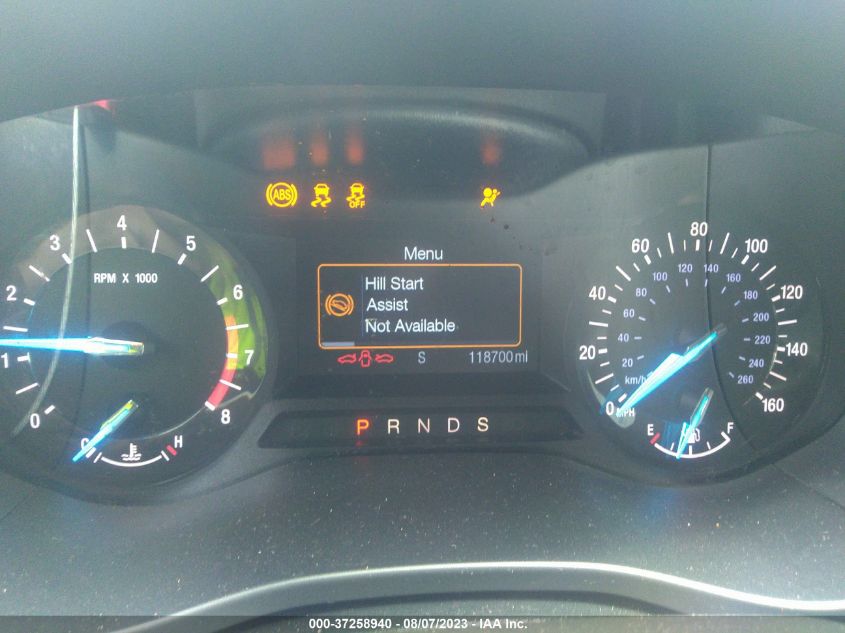 ABS
OFF
Menu
Hill Start
Assist
Not Available
S 118700 mi
P R N D S
RPM X 1000
0 1 2 3 4 5 6 7 8
C H
0 20 40 60 80 100 120 140 160
20 40 60 80 100 120 140 160 180 200 220 240 260
km/h
MPH
E F
000-37258940 - 08/07/2023 - IAA Inc.